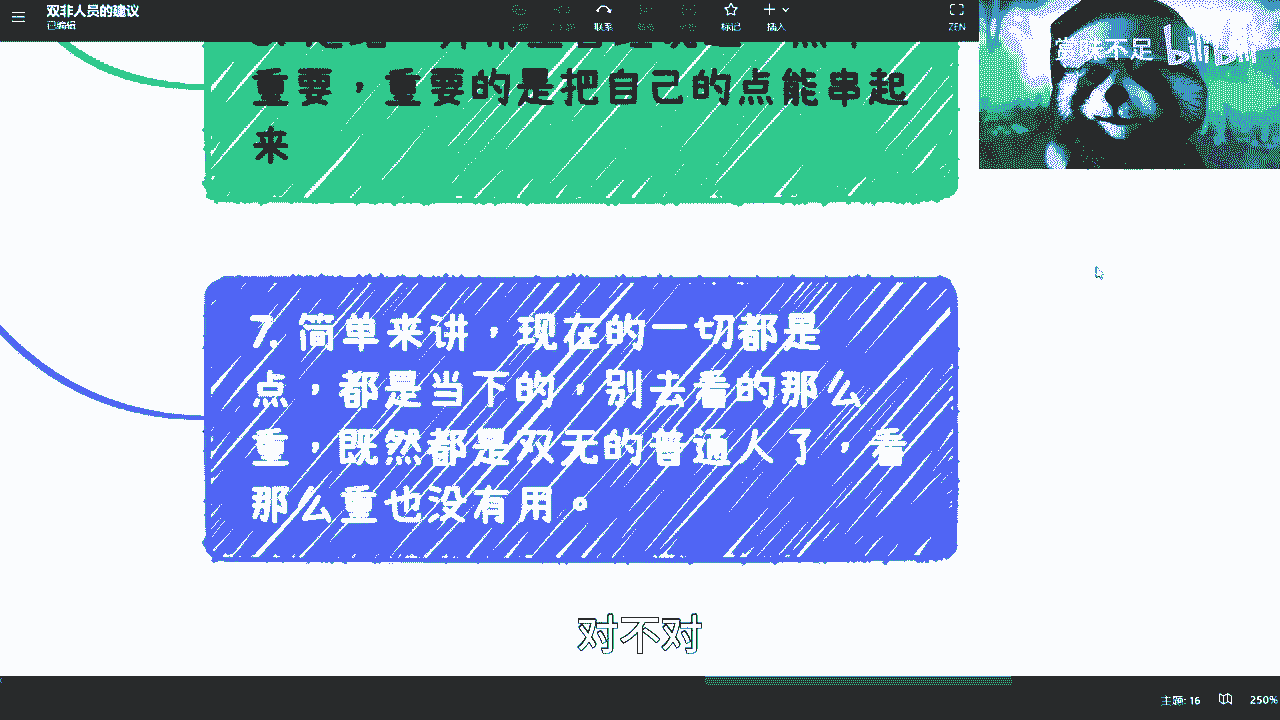 双非人员的建议
已编辑
联系
标记
插入
ZEN
赏味不足 bilibili
重要，重要的是把自己的点能串起
来
7. 简单来讲，现在的一切都是
点，都是当下的，别去看的那么
重，既然都是双无的普通人了，看
那么重也没有用。
对不对
主题: 16
250%